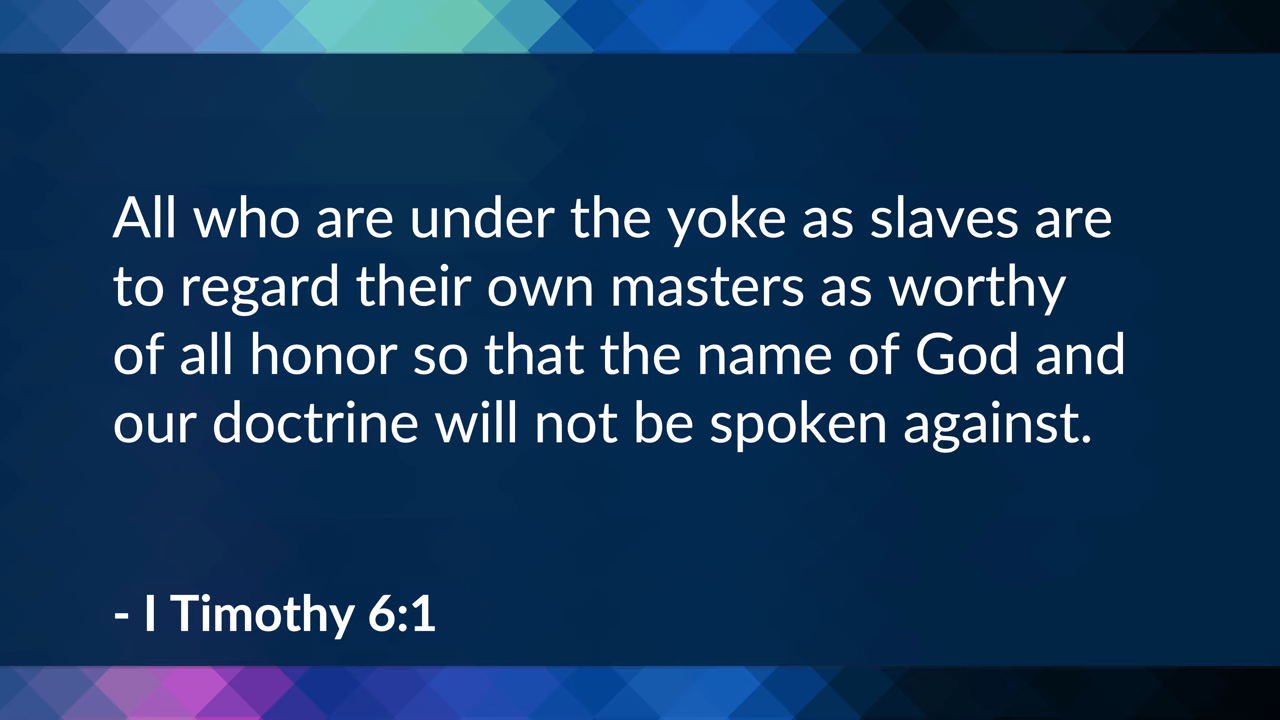 All who are under the yoke as slaves are
to regard their own masters as worthy
of all honor so that the name of God and
our doctrine will not be spoken against.
- I Timothy 6:1